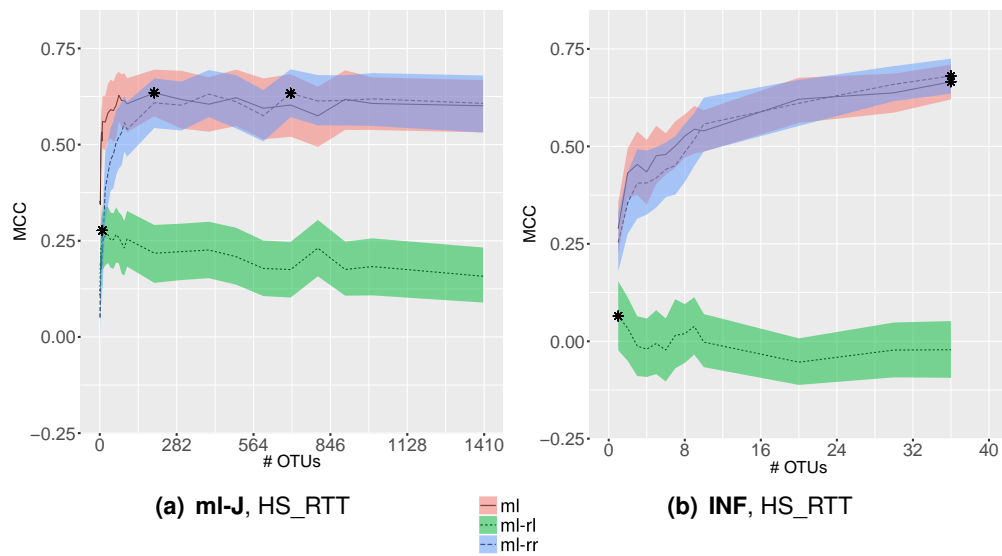 0.75
0.50
0.25
0.00
−0.25
MCC
0 282 564 846 1128 1410
# OTUs
(a) ml-J, HS_RTT
0.75
0.50
0.25
0.00
−0.25
MCC
0 8 16 24 32 40
# OTUs
(b) INF, HS_RTT
ml
ml-rl
ml-rr